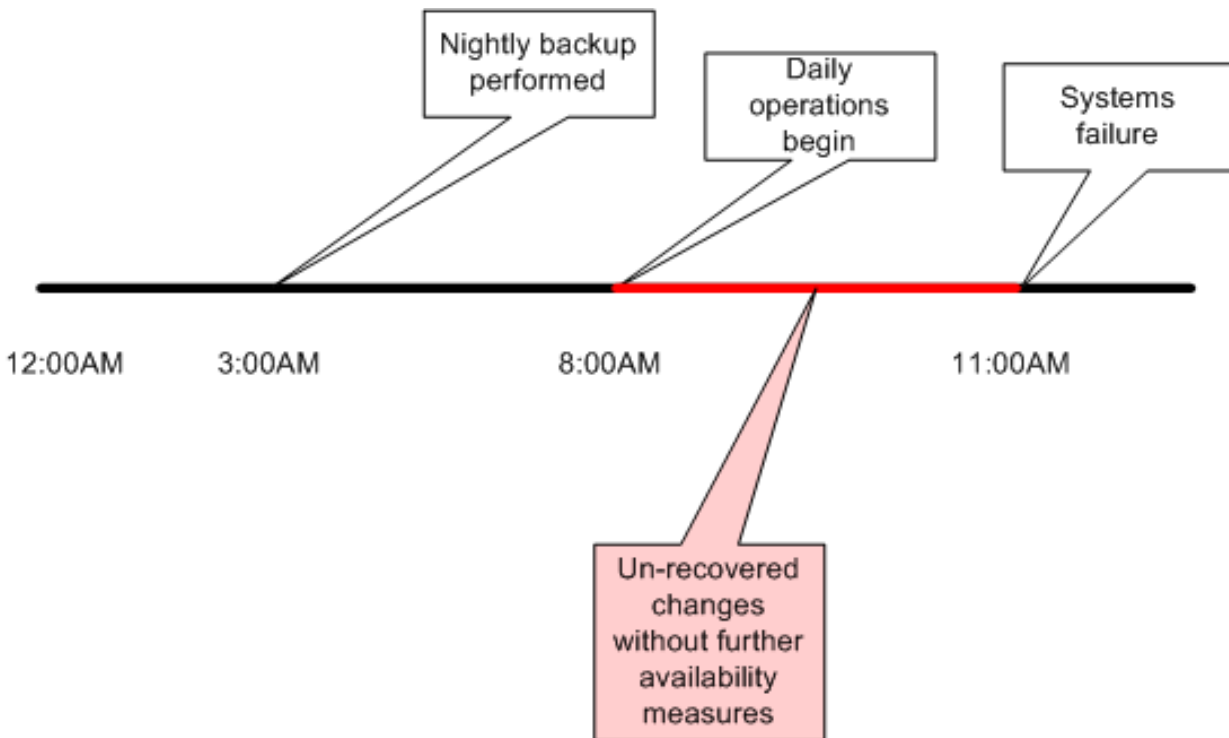 Nightly backup
performed
Daily
operations
begin
Systems
failure
12:00AM
3:00AM
8:00AM
11:00AM
Un-recovered
changes
without further
availability
measures